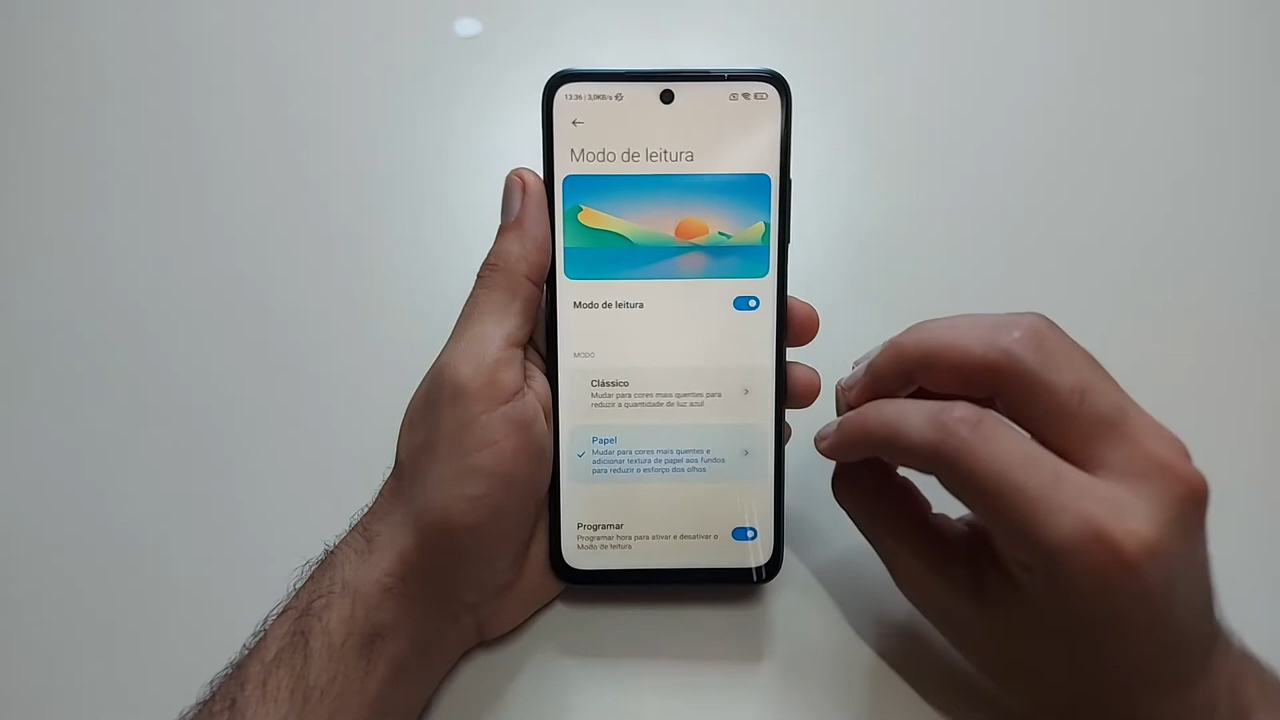 13:36 | 3,0KB/s
Modo de leitura
Modo de leitura
MODO
Clássico
Mudar para cores mais quentes para
reduzir a quantidade de luz azul
Papel
Mudar para cores mais quentes e
adicionar textura de papel aos fundos
para reduzir o esforço dos olhos
Programar
Programar hora para ativar e desativar o
Modo de leitura